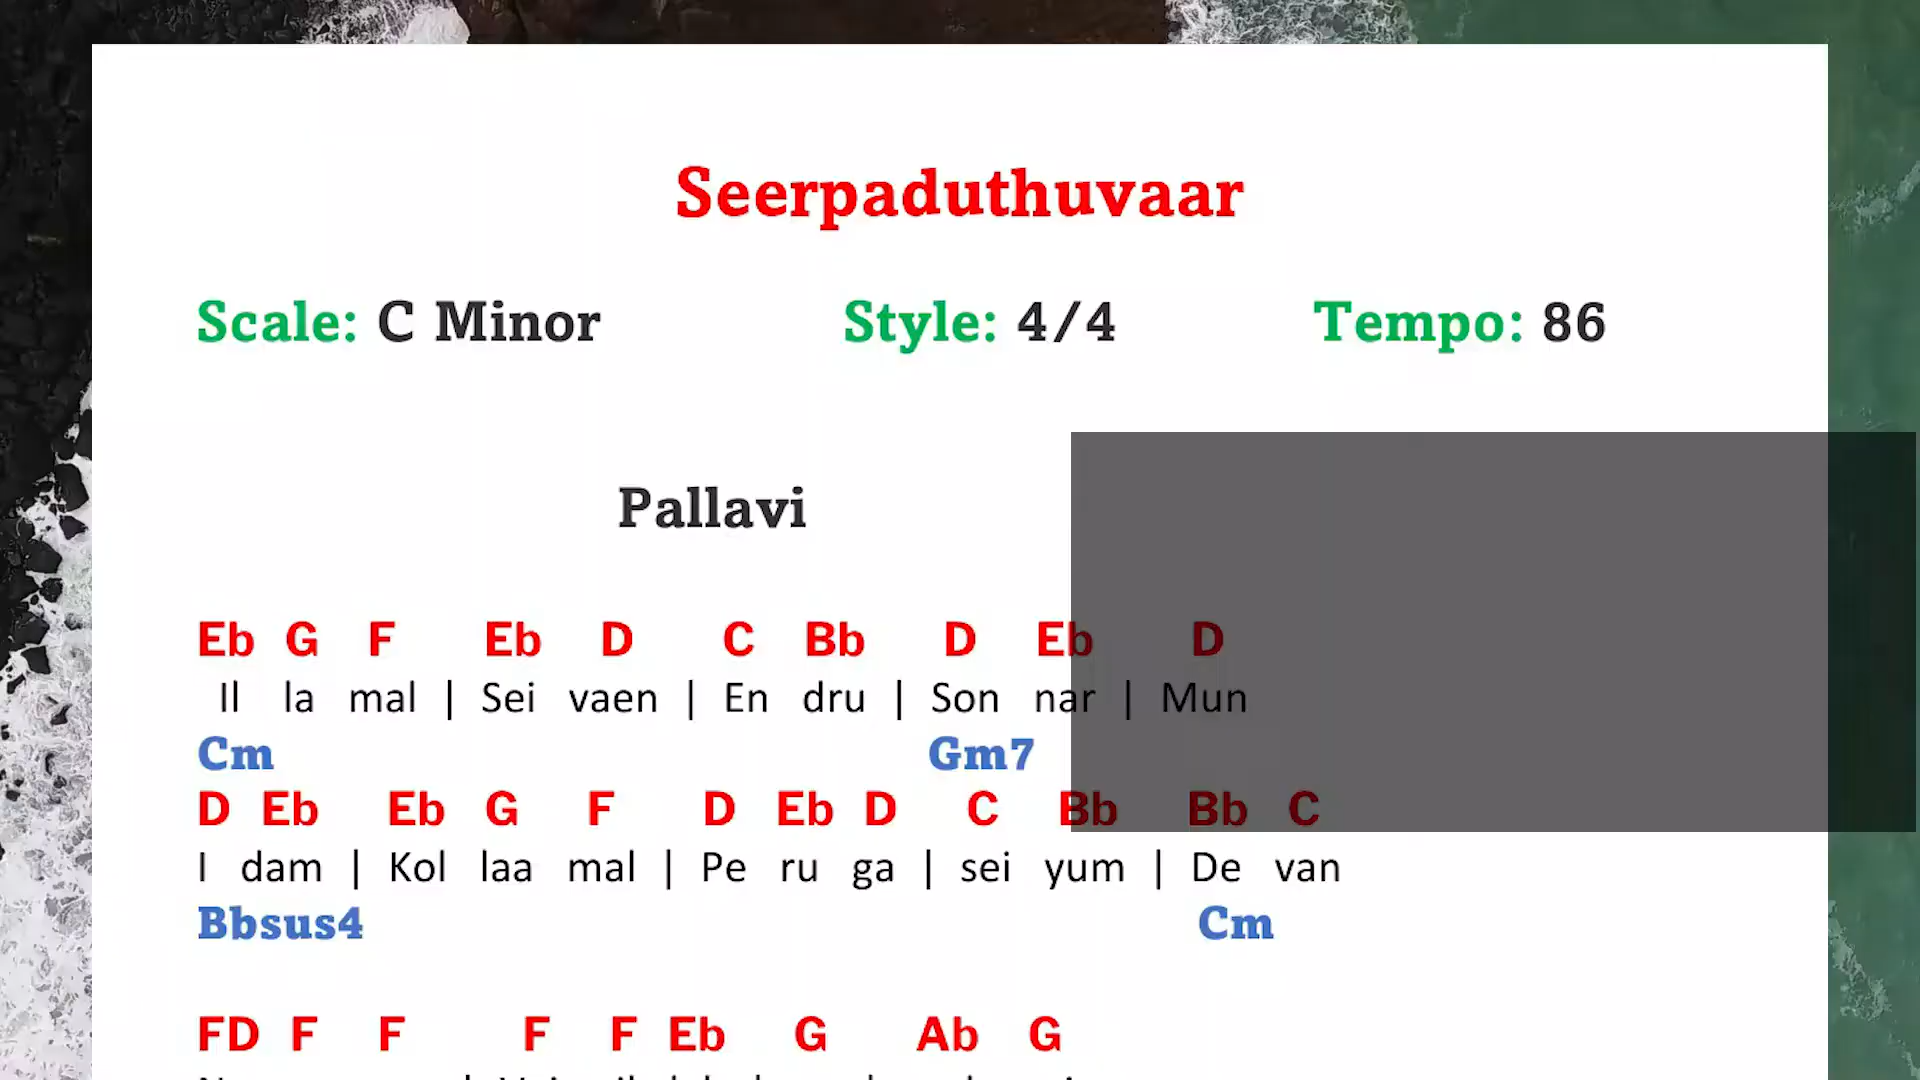 Seerpaduthuvaar
Scale: C Minor Style: 4/4 Tempo: 86
Pallavi
Eb G F Eb D C Bb D Eb D
Il la mal | Sei vaen | En dru | Son nar | Mun
Cm Gm7
D Eb Eb G F D Eb D C Bb Bb C
I dam | Kol laa mal | Pe ru ga | sei yum | De van
Bbsus4 Cm
FD F F F F Eb G Ab G